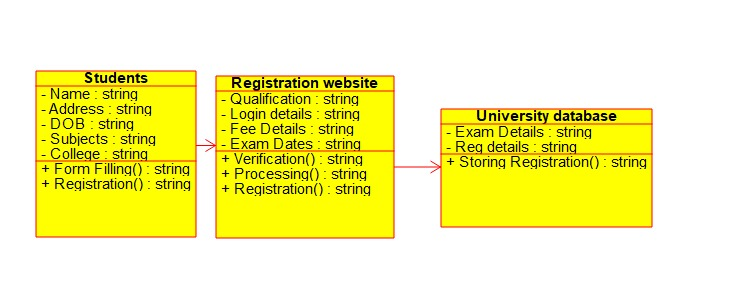 Students
- Name : string
- Address : string
- DOB : string
- Subjects : string
- College : string
+ Form Filling() : string
+ Registration() : string
Registration website
- Qualification : string
- Login details : string
- Fee Details : string
- Exam Dates : string
+ Verification() : string
+ Processing() : string
+ Registration() : string
University database
- Exam Details : string
- Reg details : string
+ Storing Registration() : string